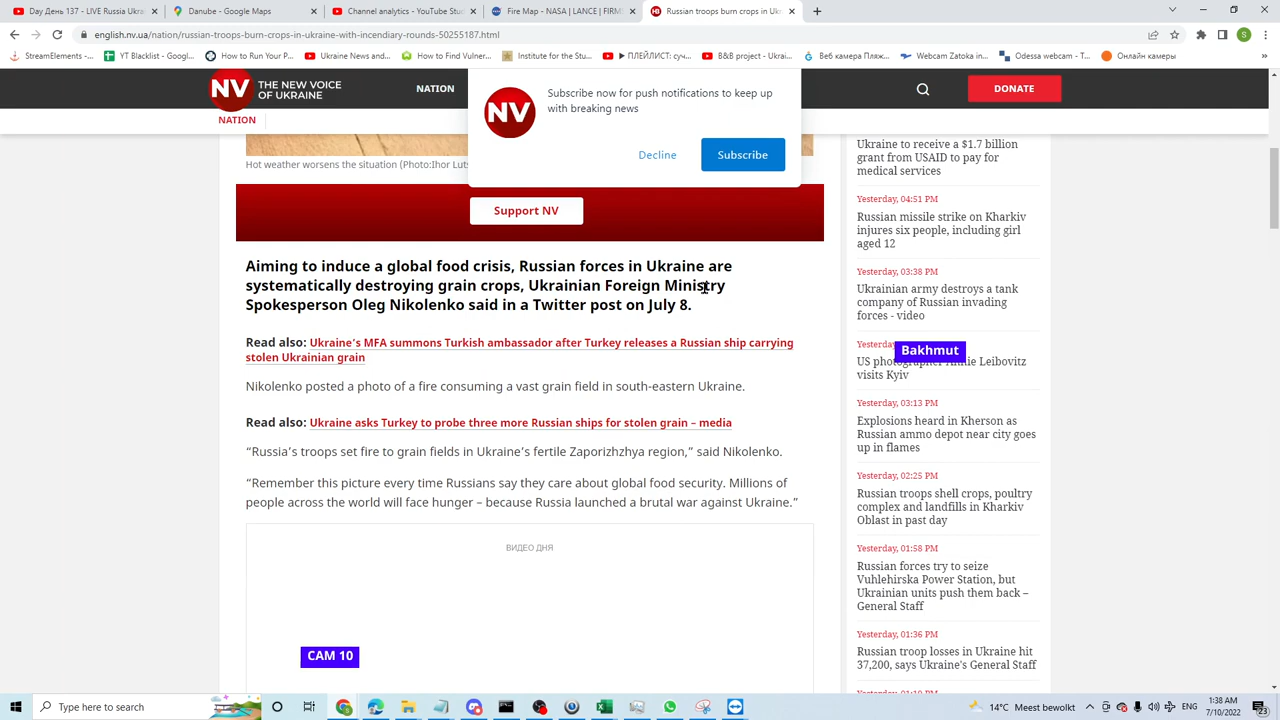 Day День 137 - LIVE Russia Ukrai
Danube - Google Maps
Channel analytics - YouTube Stud
Fire Map - NASA | LANCE | FIRM
Russian troops burn crops in Uk
english.nv.ua/nation/russian-troops-burn-crops-in-ukraine-with-incendiary-rounds-50255187.html
StreamElements -...
YT Blacklist - Googl...
How to Run Your P...
Ukraine News and...
How to Find Vulner...
Institute for the Stu...
► ПЛЕЙЛИСТ: суч...
B&B project - Ukrai...
Веб камера Пляж...
Webcam Zatoka in...
Odessa webcam - T...
Онлайн камеры
»
NV
THE NEW VOICE
OF UKRAINE
NATION
DONATE
NATION
NV
Subscribe now for push notifications to keep up
with breaking news
Decline
Subscribe
Hot weather worsens the situation (Photo:Ihor Luts
Support NV
Aiming to induce a global food crisis, Russian forces in Ukraine are
systematically destroying grain crops, Ukrainian Foreign Ministry
Spokesperson Oleg Nikolenko said in a Twitter post on July 8.
Read also: Ukraine's MFA summons Turkish ambassador after Turkey releases a Russian ship carrying
stolen Ukrainian grain
Nikolenko posted a photo of a fire consuming a vast grain field in south-eastern Ukraine.
Read also: Ukraine asks Turkey to probe three more Russian ships for stolen grain – media
“Russia’s troops set fire to grain fields in Ukraine’s fertile Zaporizhzhya region,” said Nikolenko.
“Remember this picture every time Russians say they care about global food security. Millions of
people across the world will face hunger – because Russia launched a brutal war against Ukraine.”
ВИДЕО ДНЯ
CAM 10
Ukraine to receive a $1.7 billion
grant from USAID to pay for
medical services
Yesterday, 04:51 PM
Russian missile strike on Kharkiv
injures six people, including girl
aged 12
Yesterday, 03:38 PM
Ukrainian army destroys a tank
company of Russian invading
forces - video
Yesterday
Bakhmut
US photographer Annie Leibovitz
visits Kyiv
Yesterday, 03:13 PM
Explosions heard in Kherson as
Russian ammo depot near city goes
up in flames
Yesterday, 02:25 PM
Russian troops shell crops, poultry
complex and landfills in Kharkiv
Oblast in past day
Yesterday, 01:58 PM
Russian forces try to seize
Vuhlehirska Power Station, but
Ukrainian units push them back –
General Staff
Yesterday, 01:36 PM
Russian troop losses in Ukraine hit
37,200, says Ukraine's General Staff
Type here to search
14°C Meest bewolkt
ENG
1:38 AM
7/10/2022